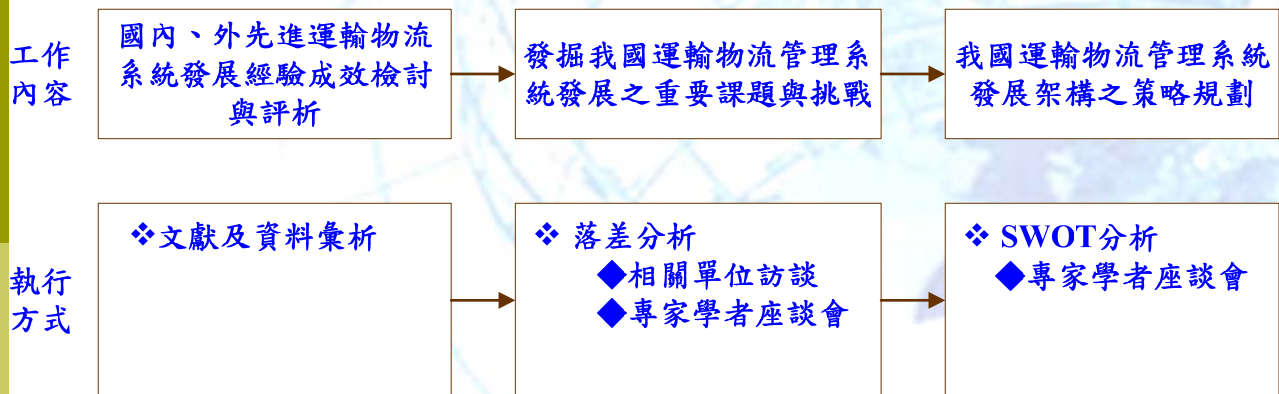 工作
內容
國內、外先進運輸物流
系統發展經驗成效檢討
與評析
發掘我國運輸物流管理系
統發展之重要課題與挑戰
我國運輸物流管理系統
發展架構之策略規劃
執行
方式
❖文獻及資料彙析
❖ 落差分析
◆相關單位訪談
◆專家學者座談會
❖ SWOT分析
◆專家學者座談會